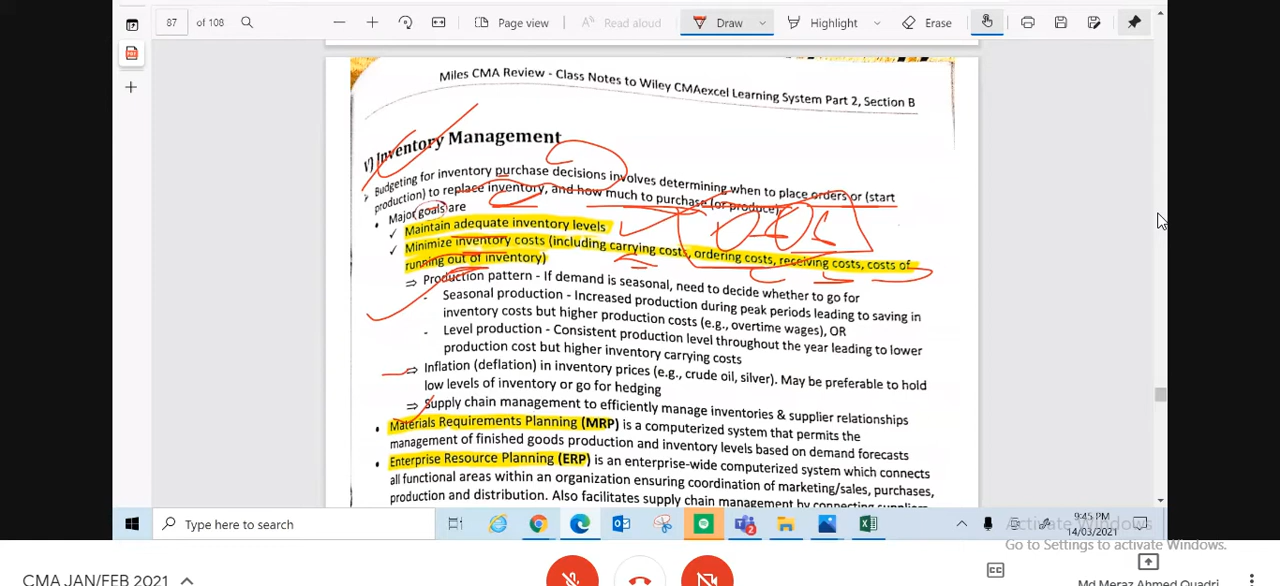 87 of 108
Page view
Read aloud
Draw
Highlight
Erase
Miles CMA Review - Class Notes to Wiley CMAexcel Learning System Part 2, Section B
V) Inventory Management
Budgeting for inventory purchase decisions involves determining when to place orders or (start
production) to replace inventory, and how much to purchase (or produce)
• Major goals are
✓ Maintain adequate inventory levels
✓ Minimize inventory costs (including carrying costs, ordering costs, receiving costs, costs of
running out of inventory)
⇒ Production pattern - If demand is seasonal, need to decide whether to go for
- Seasonal production - Increased production during peak periods leading to saving in
inventory costs but higher production costs (e.g., overtime wages), OR
- Level production - Consistent production level throughout the year leading to lower
production cost but higher inventory carrying costs
⇒ Inflation (deflation) in inventory prices (e.g., crude oil, silver). May be preferable to hold
low levels of inventory or go for hedging
⇒ Supply chain management to efficiently manage inventories & supplier relationships
• Materials Requirements Planning (MRP) is a computerized system that permits the
management of finished goods production and inventory levels based on demand forecasts
• Enterprise Resource Planning (ERP) is an enterprise-wide computerized system which connects
all functional areas within an organization ensuring coordination of marketing/sales, purchases,
production and distribution. Also facilitates supply chain management by connecting suppliers
Type here to search
9:45 PM
14/03/2021
Activate Windows
Go to Settings to activate Windows.
CMA JAN/FEB 2021
Md Meraz Ahmed Quadri